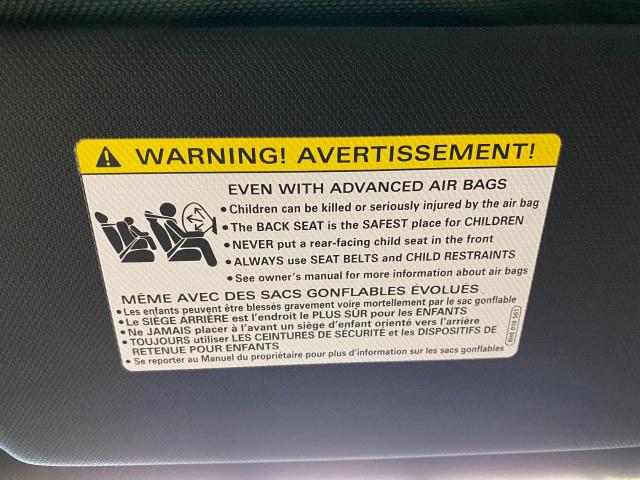 WARNING! AVERTISSEMENT!
EVEN WITH ADVANCED AIR BAGS
• Children can be killed or seriously injured by the air bag
• The BACK SEAT is the SAFEST place for CHILDREN
• NEVER put a rear-facing child seat in the front
• ALWAYS use SEAT BELTS and CHILD RESTRAINTS
• See owner's manual for more information about air bags
MÊME AVEC DES SACS GONFLABLES ÉVOLUÉS
• Les enfants peuvent être blessés gravement voire mortellement par le sac gonflable
• Le SIÈGE ARRIÈRE est l'endroit le PLUS SÛR pour les ENFANTS
• Ne JAMAIS placer à l'avant un siège d'enfant orienté vers l'arrière
• TOUJOURS utiliser LES CEINTURES DE SÉCURITÉ et les DISPOSITIFS DE
RETENUE POUR ENFANTS
• Se reporter au Manuel du propriétaire pour plus d'information sur les sacs gonflables